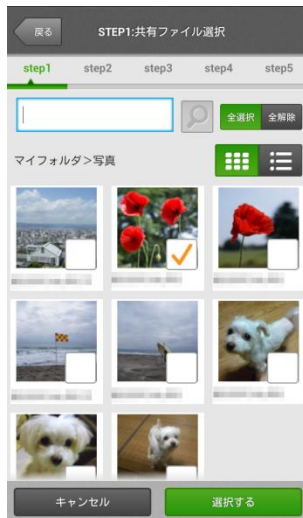 戻る
STEP1:共有ファイル選択
step1 step2 step3 step4 step5
全選択 全解除
マイフォルダ>写真
キャンセル
選択する